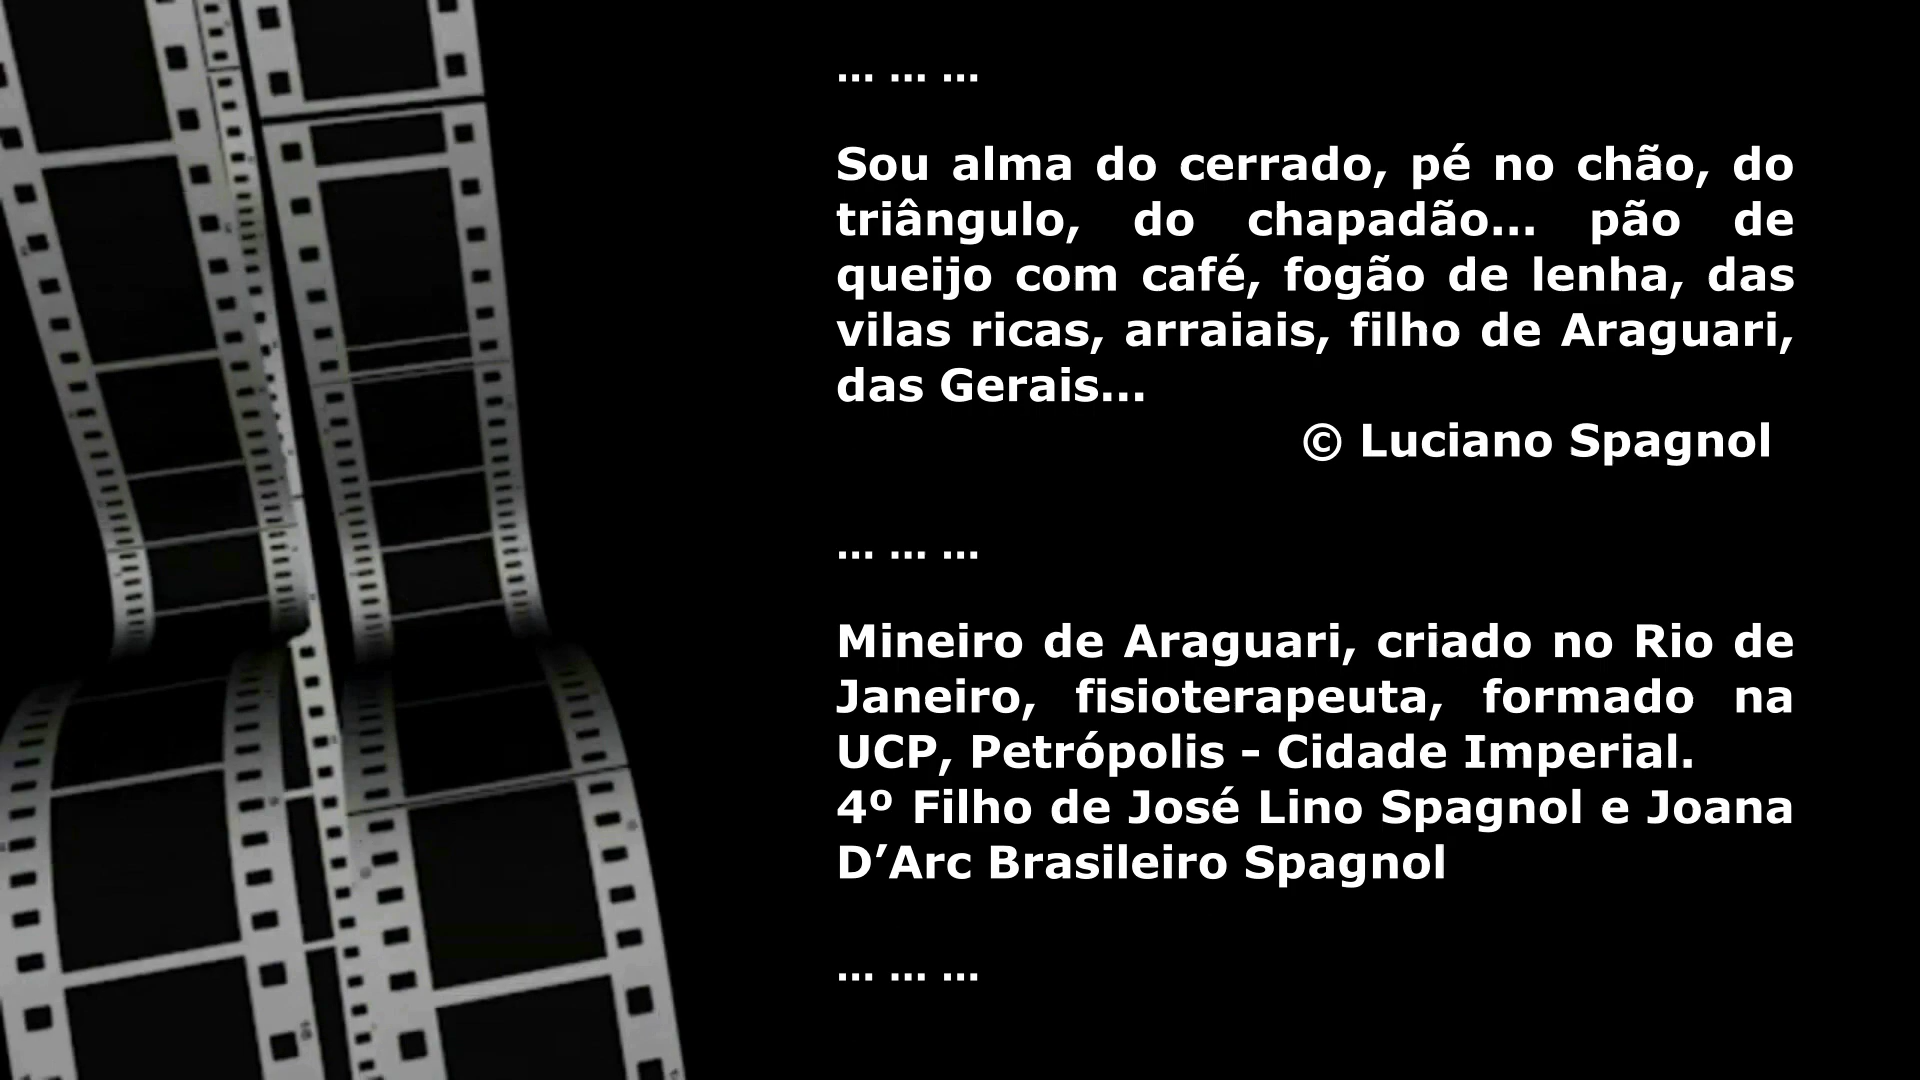 ... ... ...
Sou alma do cerrado, pé no chão, do
triângulo, do chapadão... pão de
queijo com café, fogão de lenha, das
vilas ricas, arraiais, filho de Araguari,
das Gerais...
© Luciano Spagnol
... ... ...
Mineiro de Araguari, criado no Rio de
Janeiro, fisioterapeuta, formado na
UCP, Petrópolis - Cidade Imperial.
4º Filho de José Lino Spagnol e Joana
D’Arc Brasileiro Spagnol
... ... ...